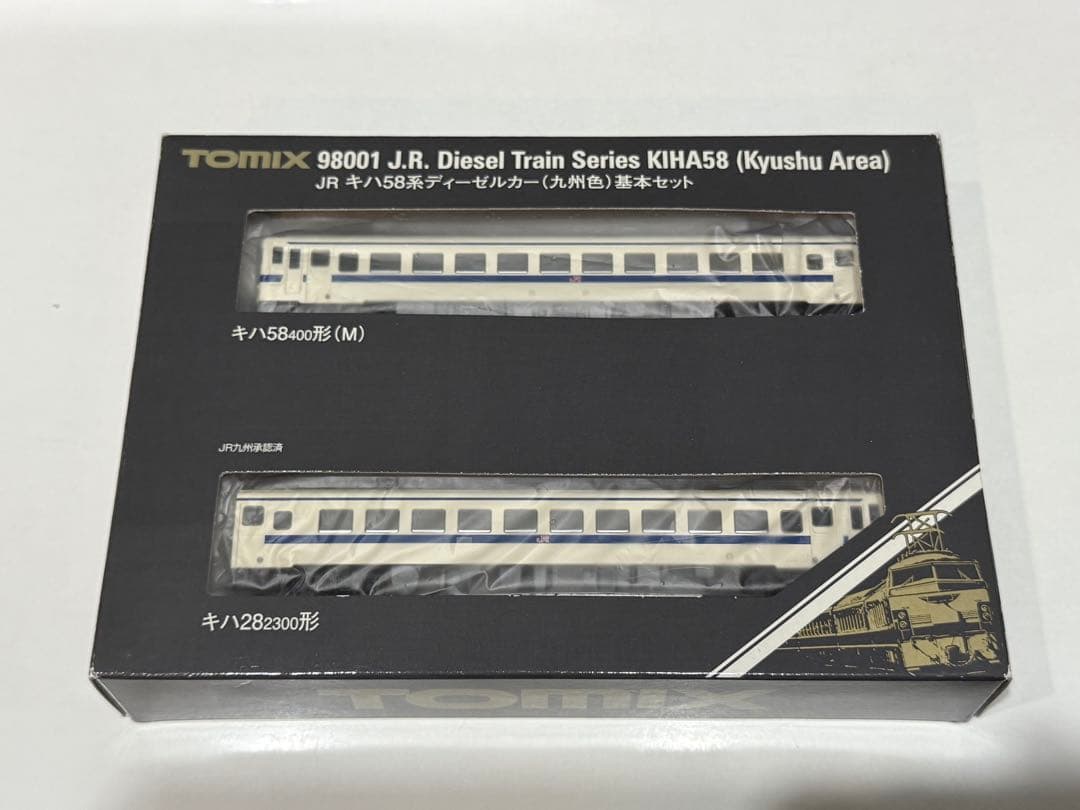 TOMIX 98001 J.R. Diesel Train Series KIHA58 (Kyushu Area)
JR キハ58系ディーゼルカー(九州色)基本セット
JR
キハ58400形(M)
JR九州承認済
JR
キハ282300形
TOMIX